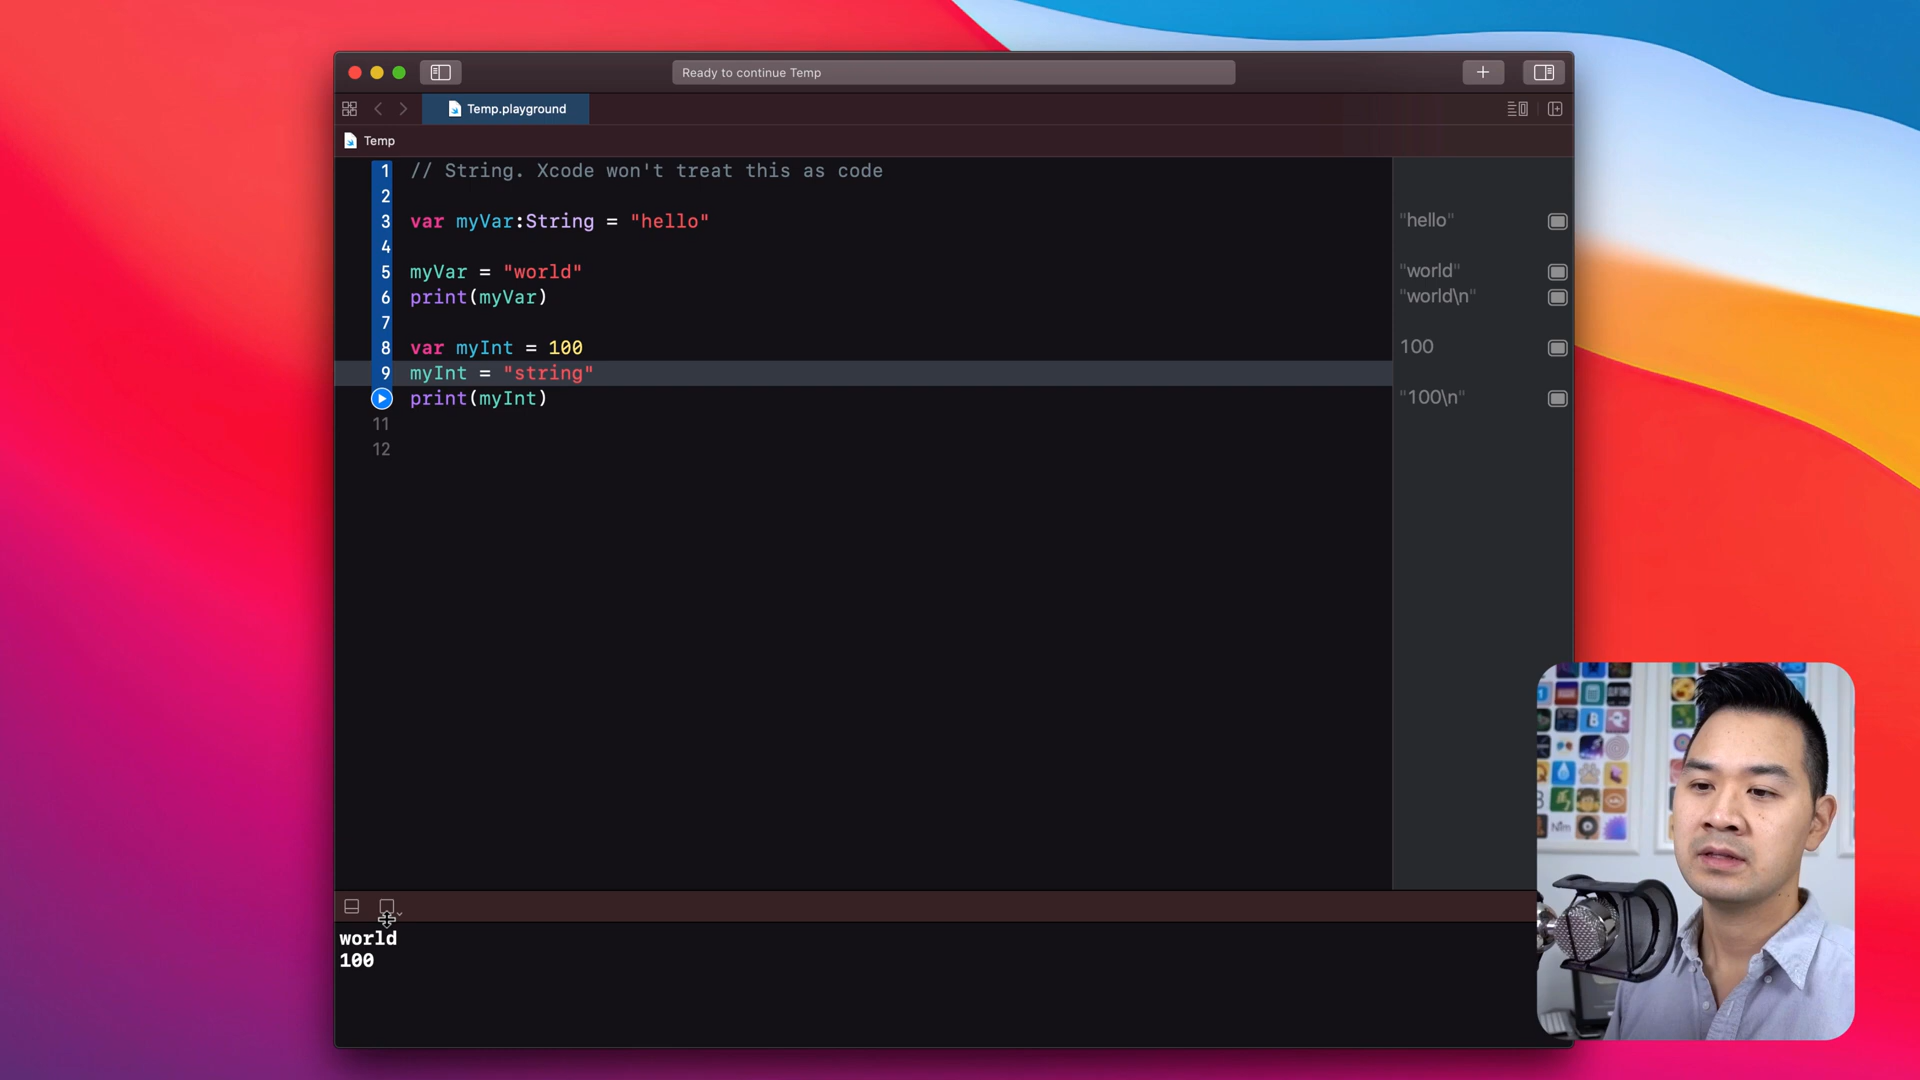 Ready to continue Temp
Temp.playground
Temp
1 // String. Xcode won't treat this as code
2
3 var myVar:String = "hello"
"hello"
4
5 myVar = "world"
"world"
6 print(myVar)
"world\n"
7
8 var myInt = 100
100
9 myInt = "string"
print(myInt)
"100\n"
11
12
world
100
Nim